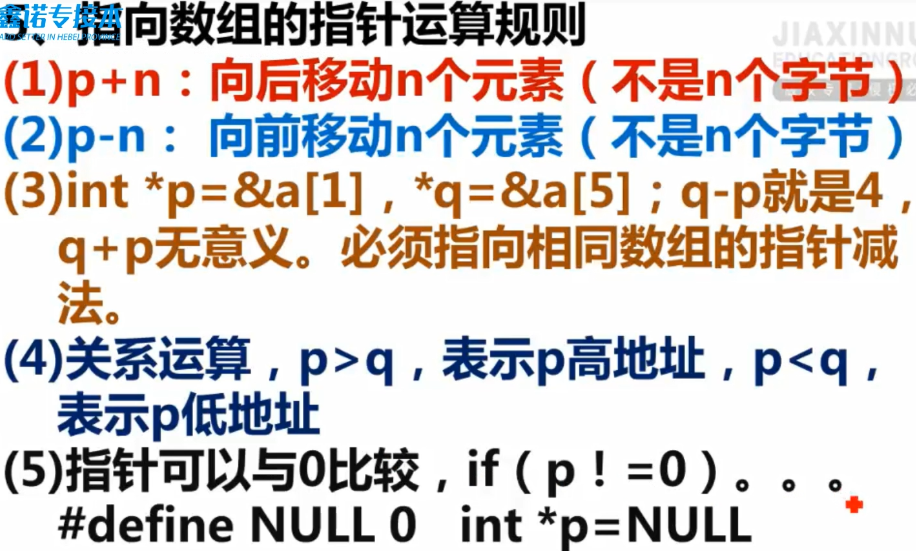 鑫诺专接本
、指向数组的指针运算规则
JIAXINNU
EDUCATIONGRO
(1)p+n：向后移动n个元素（不是n个字节）
(2)p-n： 向前移动n个元素（不是n个字节）
(3)int *p=&a[1]，*q=&a[5]；q-p就是4，
q+p无意义。必须指向相同数组的指针减
法。
(4)关系运算，p>q，表示p高地址，p<q，
表示p低地址
(5)指针可以与0比较，if（p！=0）。。。
#define NULL 0 int *p=NULL